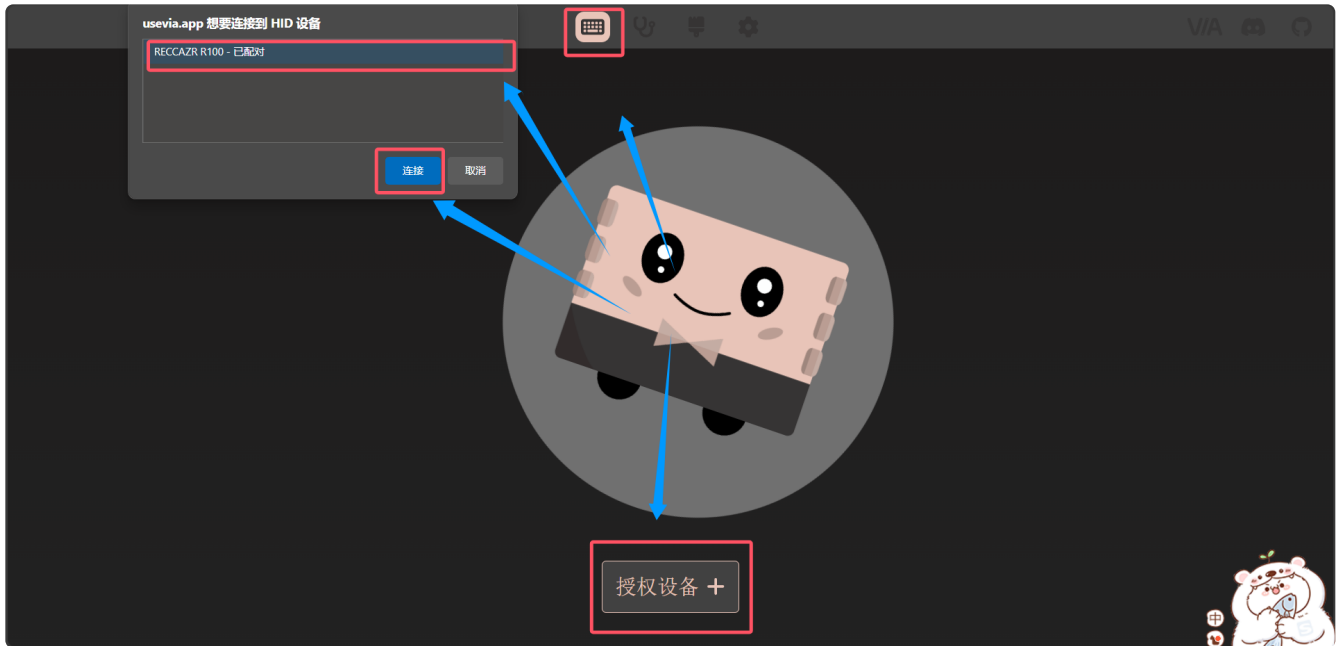 usevia.app 想要连接到 HID 设备
RECCAZR R100 - 已配对
连接
取消
VIA
授权设备 +
中